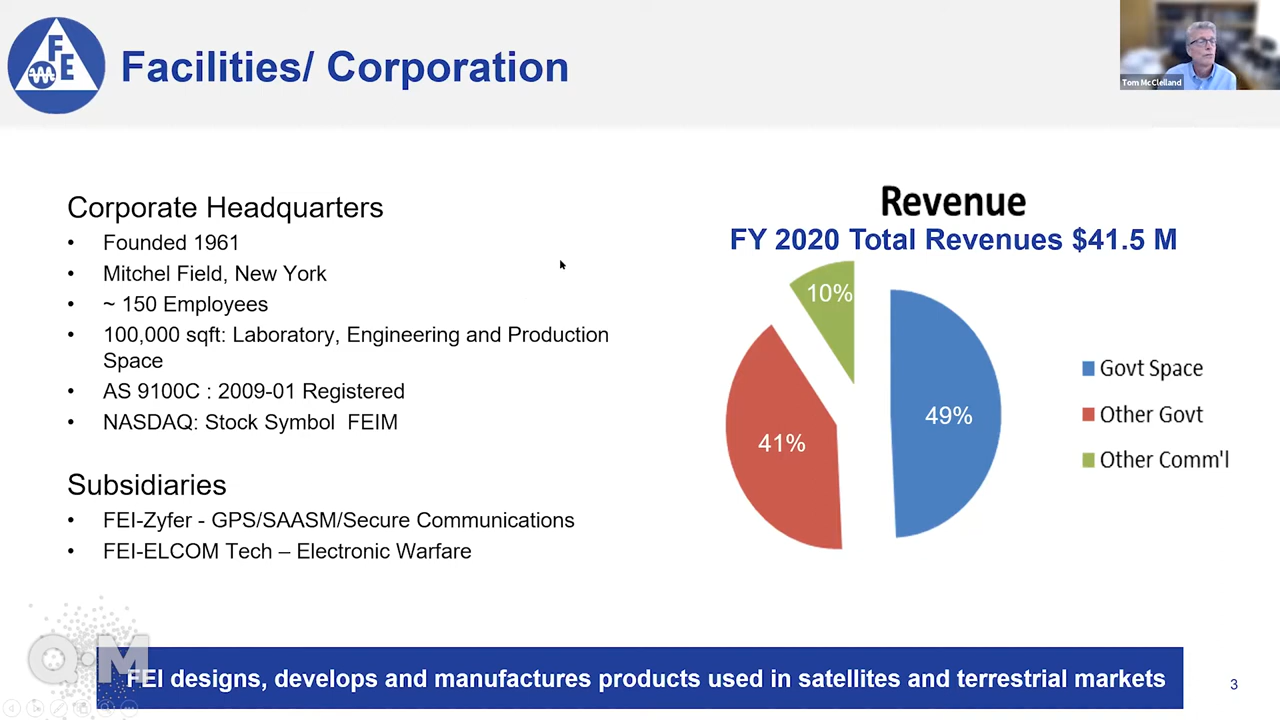 F
E
Facilities/ Corporation
Tom McClelland
Corporate Headquarters
• Founded 1961
• Mitchel Field, New York
• ~ 150 Employees
• 100,000 sqft: Laboratory, Engineering and Production
Space
• AS 9100C : 2009-01 Registered
• NASDAQ: Stock Symbol FEIM
Subsidiaries
• FEI-Zyfer - GPS/SAASM/Secure Communications
• FEI-ELCOM Tech – Electronic Warfare
Revenue
FY 2020 Total Revenues $41.5 M
10%
49%
41%
Govt Space
Other Govt
Other Comm'l
QM
FEI designs, develops and manufactures products used in satellites and terrestrial markets
3